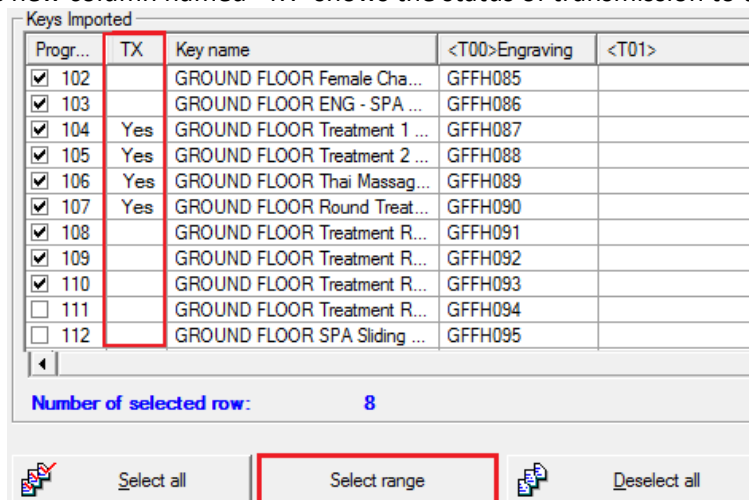 Keys Imported
Progr... TX Key name <T00>Engraving <T01>
102 GROUND FLOOR Female Cha... GFFH085
103 GROUND FLOOR ENG - SPA ... GFFH086
104 Yes GROUND FLOOR Treatment 1 ... GFFH087
105 Yes GROUND FLOOR Treatment 2 ... GFFH088
106 Yes GROUND FLOOR Thai Massag... GFFH089
107 Yes GROUND FLOOR Round Treat... GFFH090
108 GROUND FLOOR Treatment R... GFFH091
109 GROUND FLOOR Treatment R... GFFH092
110 GROUND FLOOR Treatment R... GFFH093
111 GROUND FLOOR Treatment R... GFFH094
112 GROUND FLOOR SPA Sliding ... GFFH095
Number of selected row: 8
Select all Select range Deselect all